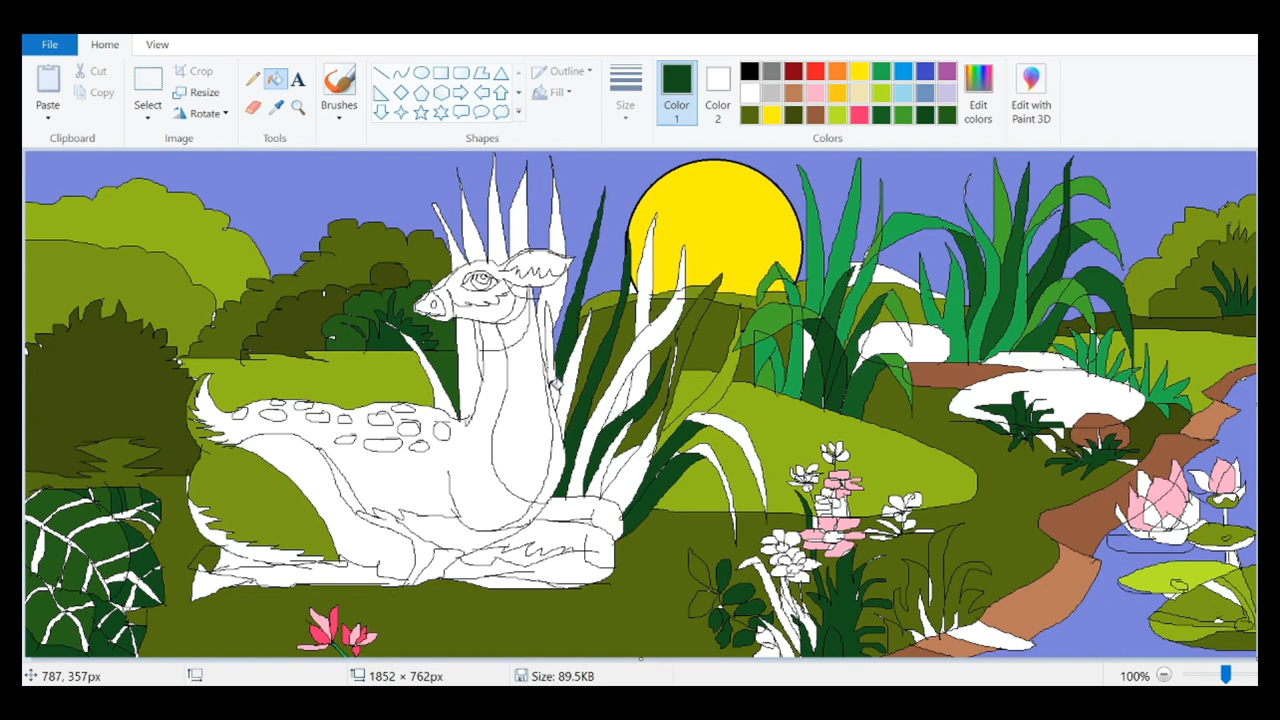 File Home View
Paste
Cut
Copy
Clipboard
Select
Crop
Resize
Rotate
Image
A
Tools
Brushes
Outline
Fill
Shapes
Size
Color
1
Color
2
Edit
colors
Colors
Edit with
Paint 3D
787, 357px
1852 × 762px
Size: 89.5KB
100%